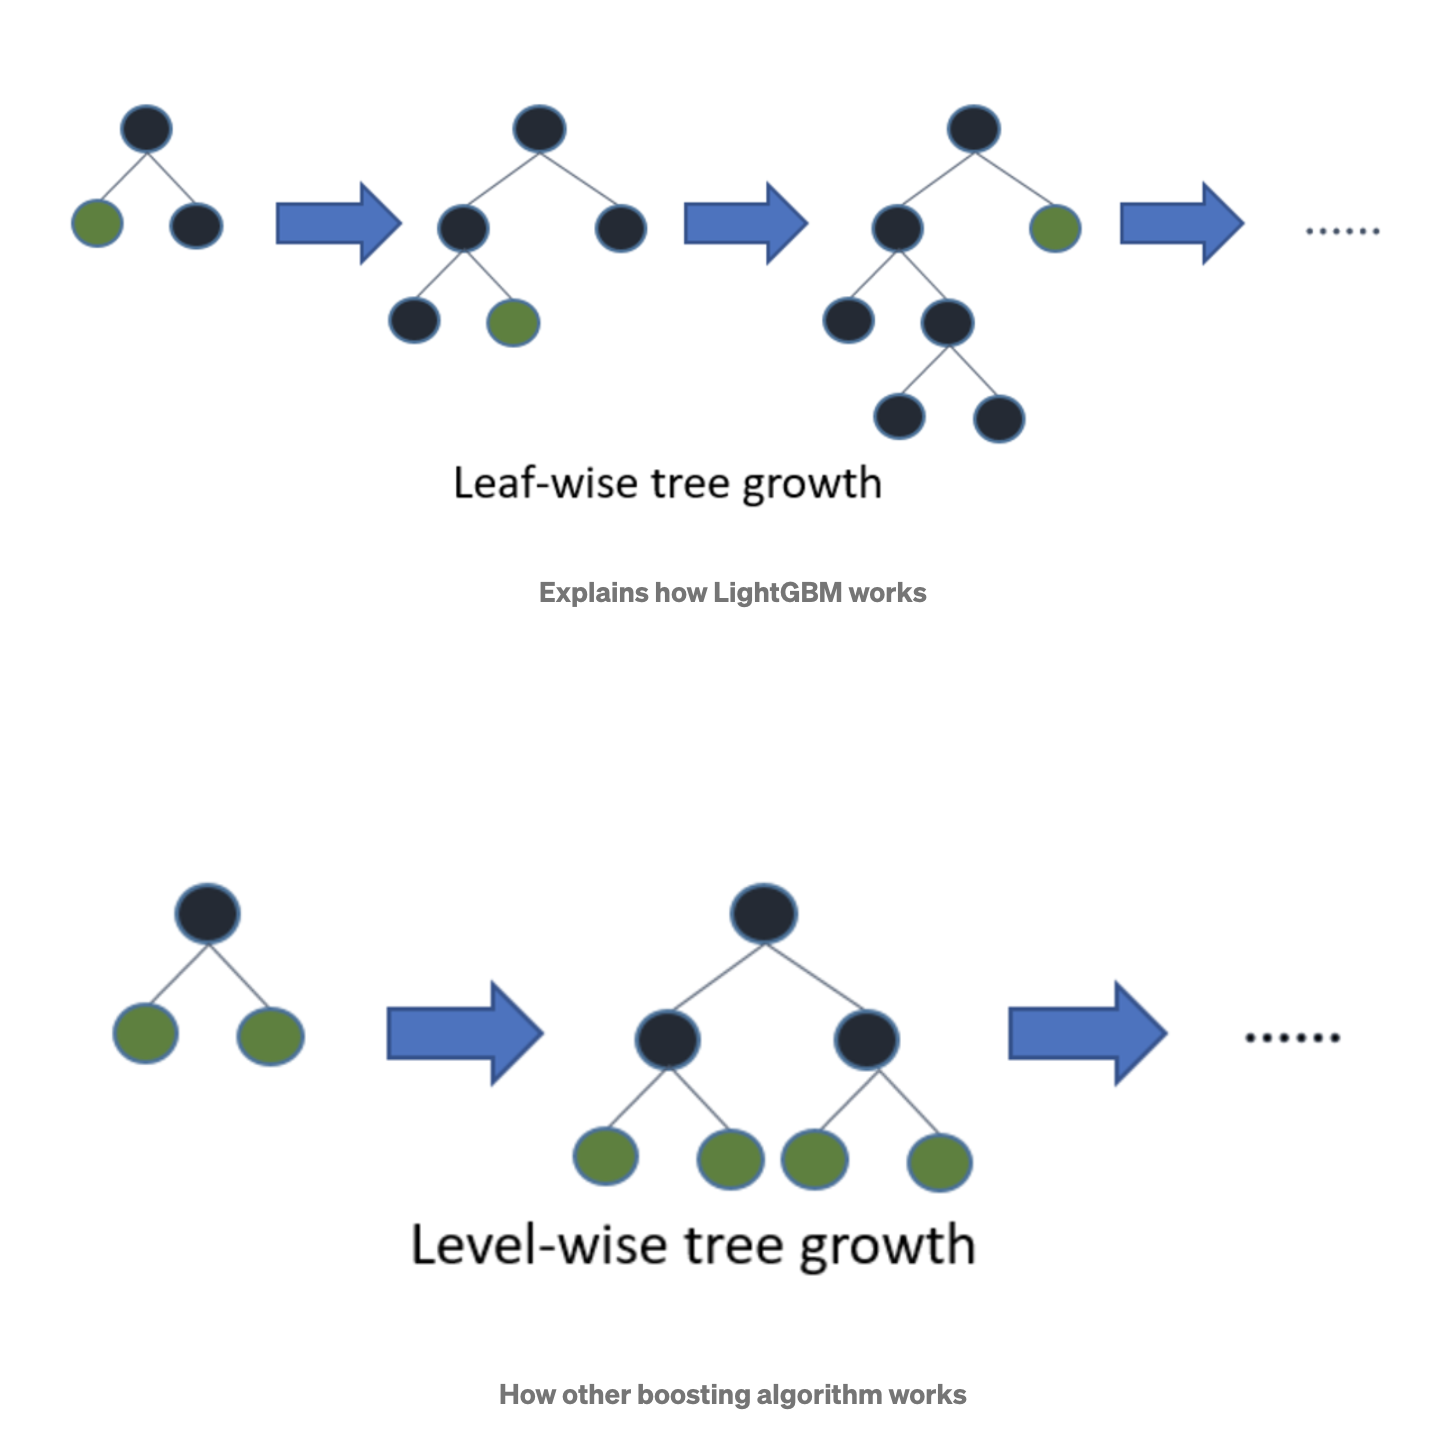 ......
Leaf-wise tree growth
Explains how LightGBM works
......
Level-wise tree growth
How other boosting algorithm works